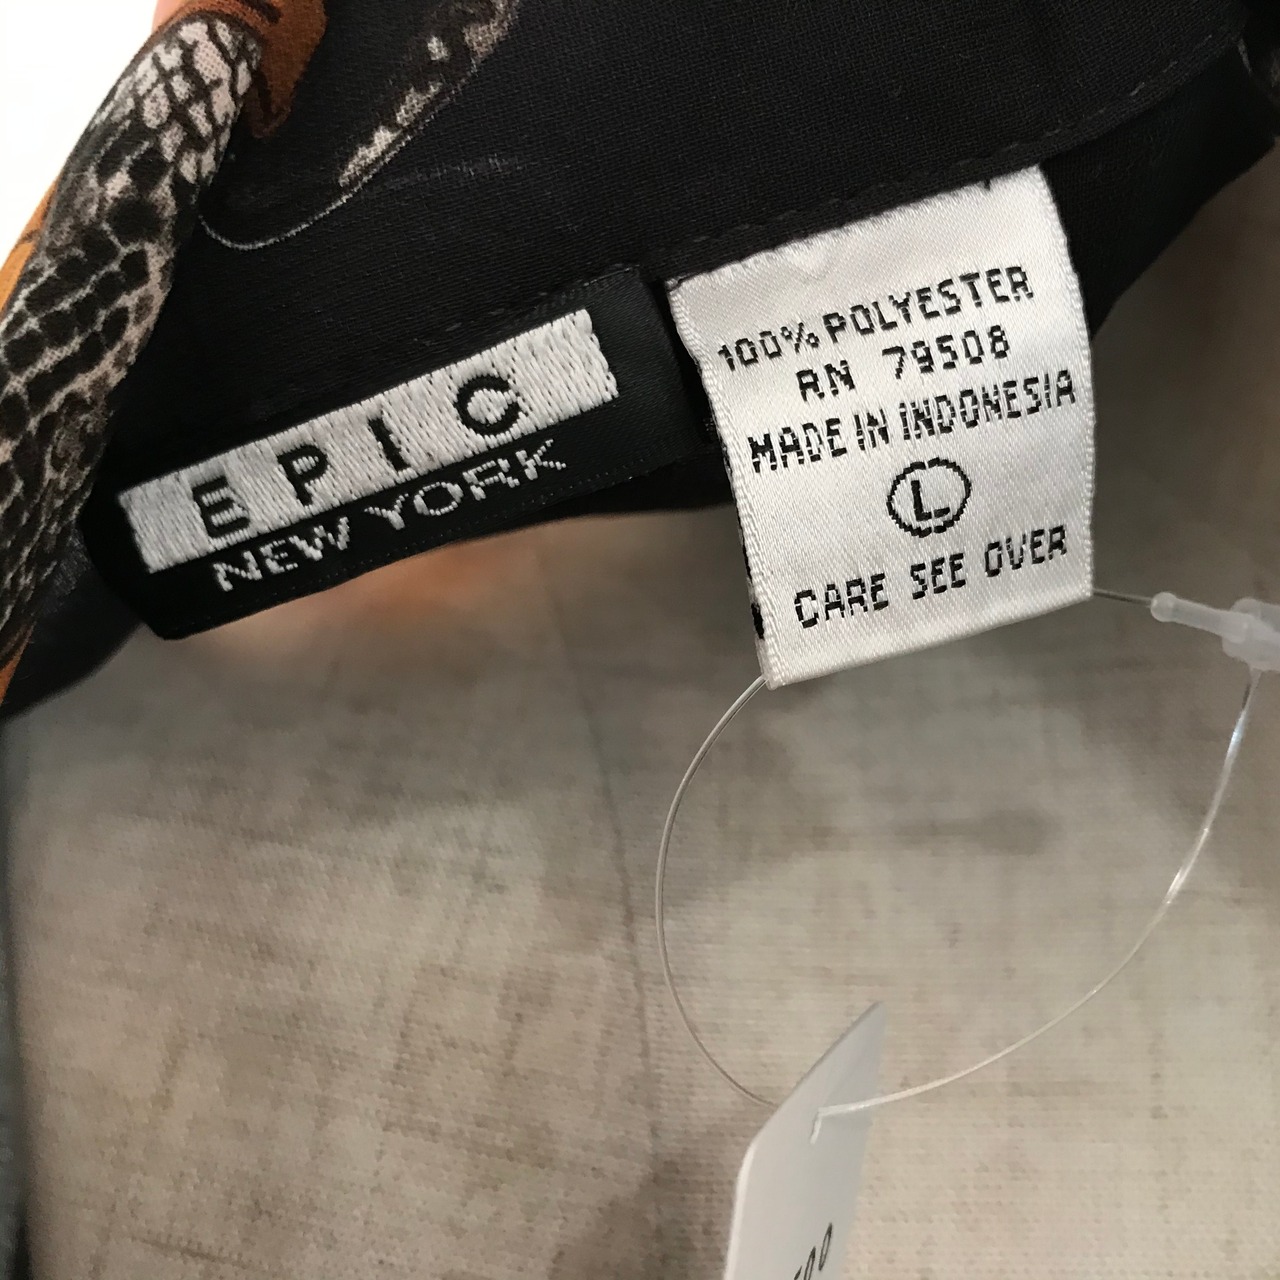 EPIC
NEW YORK
100% POLYESTER
RN 79508
MADE IN INDONESIA
L
CARE SEE OVER